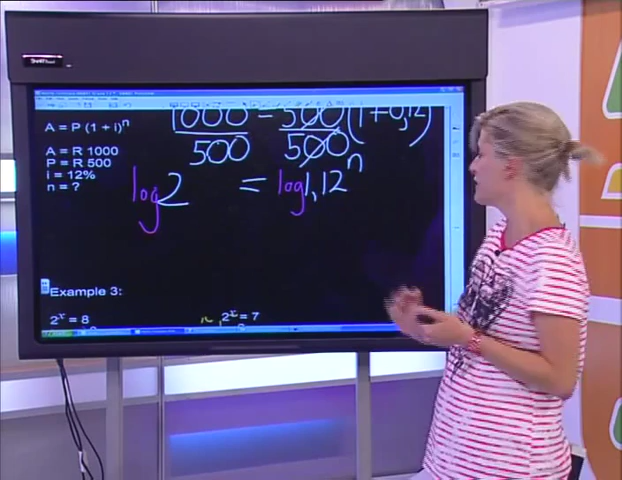 A = P (1 + i)ⁿ
A = R 1000
P = R 500
i = 12%
n = ?
1000/500 = 500/500 (1+0,12)ⁿ
log2 = log1,12ⁿ
Example 3:
2ˣ = 8
2ˣ = 7